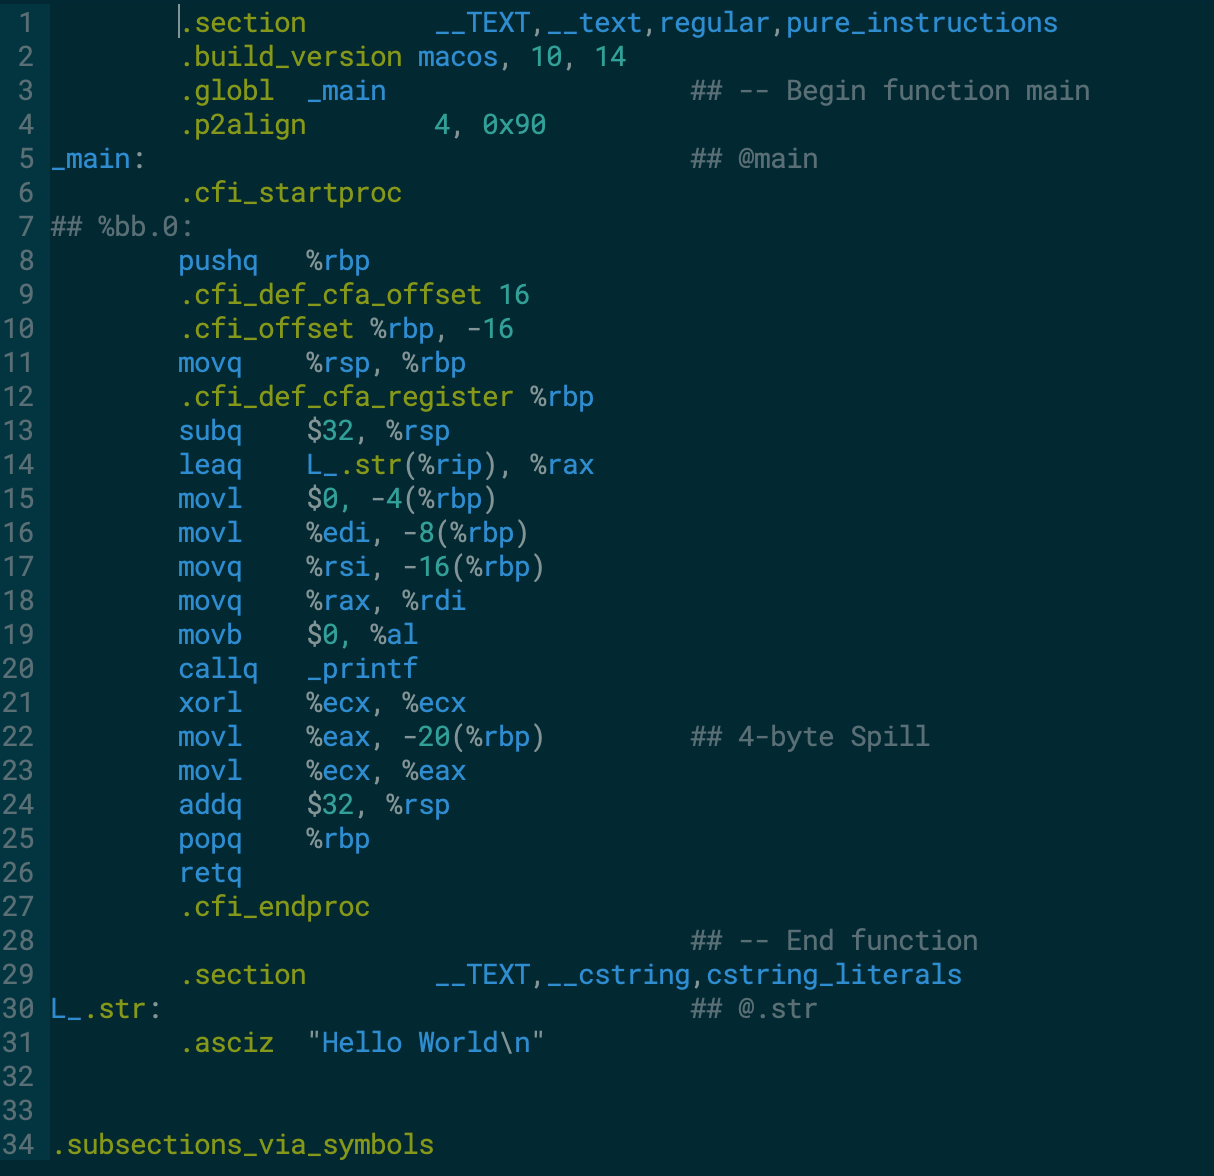 1 .section __TEXT,__text,regular,pure_instructions
2 .build_version macos, 10, 14
3 .globl _main ## -- Begin function main
4 .p2align 4, 0x90
5 _main: ## @main
6 .cfi_startproc
7 ## %bb.0:
8 pushq %rbp
9 .cfi_def_cfa_offset 16
10 .cfi_offset %rbp, -16
11 movq %rsp, %rbp
12 .cfi_def_cfa_register %rbp
13 subq $32, %rsp
14 leaq L_.str(%rip), %rax
15 movl $0, -4(%rbp)
16 movl %edi, -8(%rbp)
17 movq %rsi, -16(%rbp)
18 movq %rax, %rdi
19 movb $0, %al
20 callq _printf
21 xorl %ecx, %ecx
22 movl %eax, -20(%rbp) ## 4-byte Spill
23 movl %ecx, %eax
24 addq $32, %rsp
25 popq %rbp
26 retq
27 .cfi_endproc
28 ## -- End function
29 .section __TEXT,__cstring,cstring_literals
30 L_.str: ## @.str
31 .asciz "Hello World\n"
32
33
34 .subsections_via_symbols